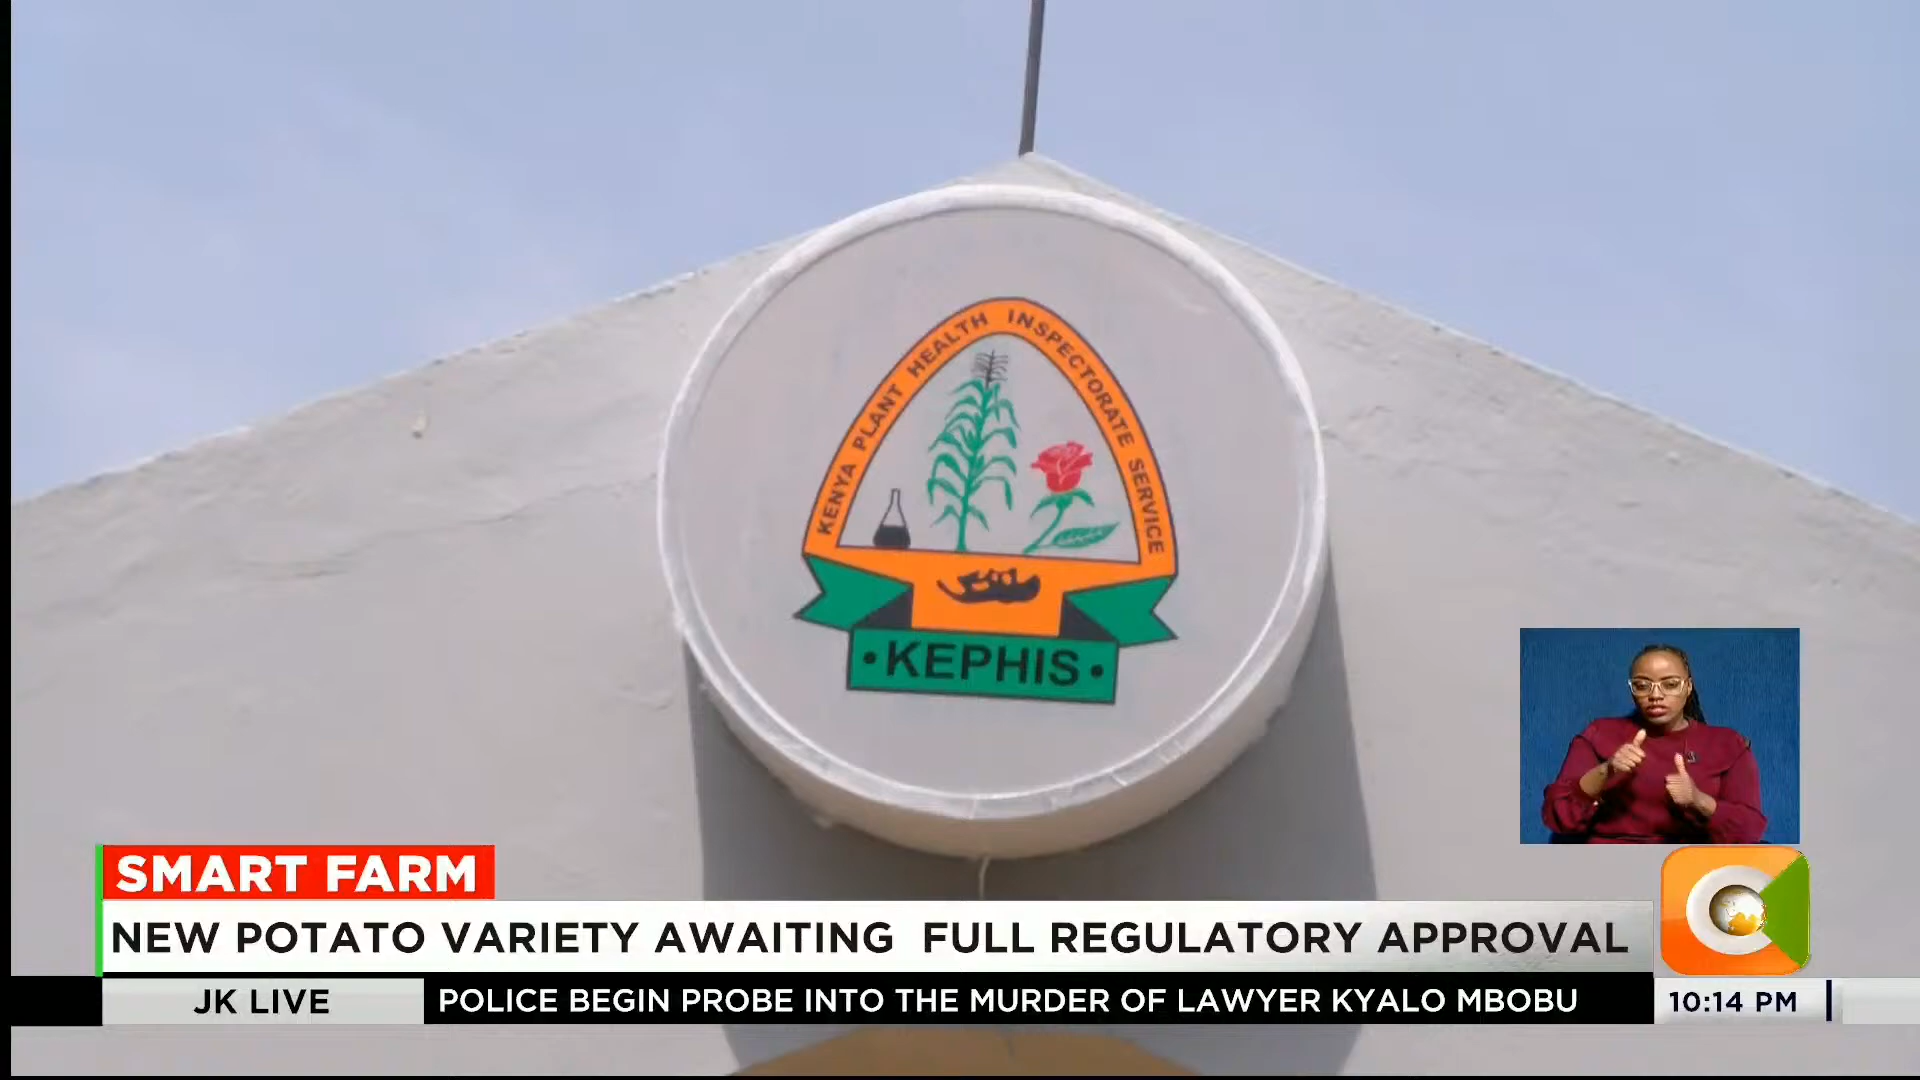 KENYA PLANT HEALTH INSPECTORATE SERVICE
• KEPHIS •
SMART FARM
NEW POTATO VARIETY AWAITING FULL REGULATORY APPROVAL
JK LIVE
POLICE BEGIN PROBE INTO THE MURDER OF LAWYER KYALO MBOBU
10:14 PM